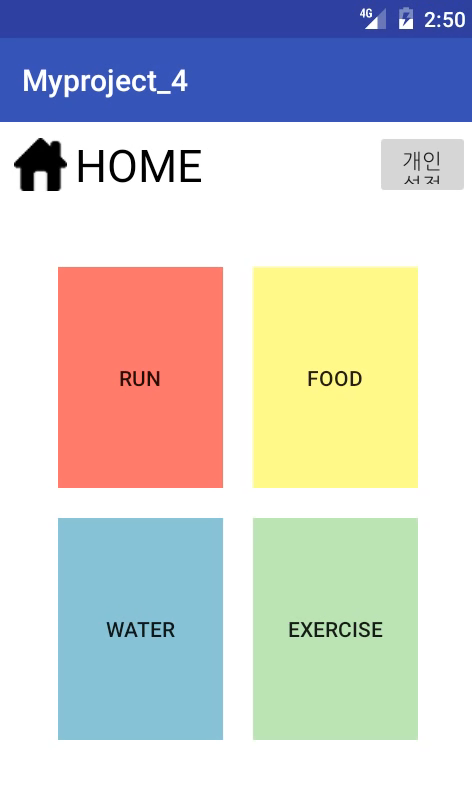 4G 2:50
Myproject_4
HOME
개인
RUN
FOOD
WATER
EXERCISE